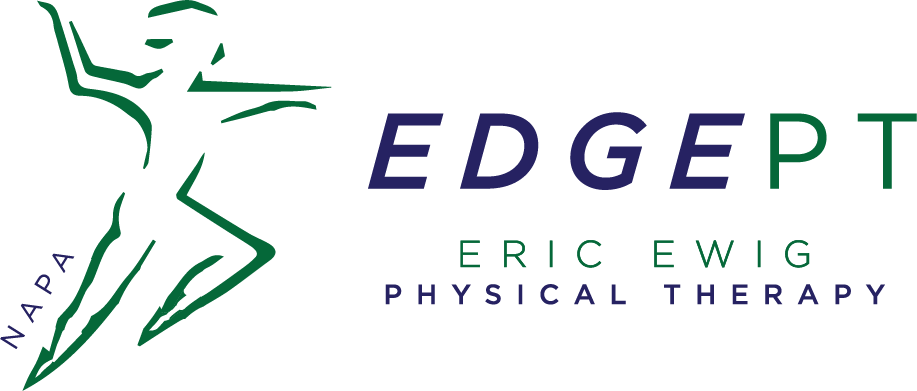 EDGEPT
ERIC EWIG
PHYSICAL THERAPY
NAPA